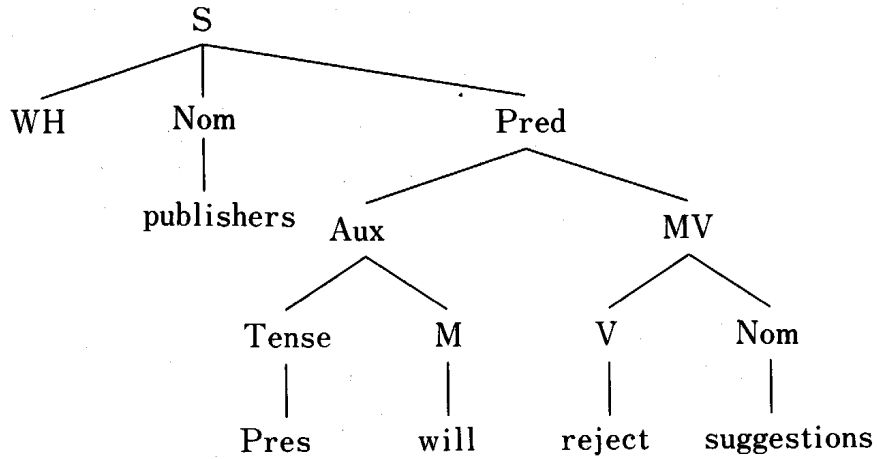 S
WH Nom Pred
publishers Aux MV
Tense M V Nom
Pres will reject suggestions